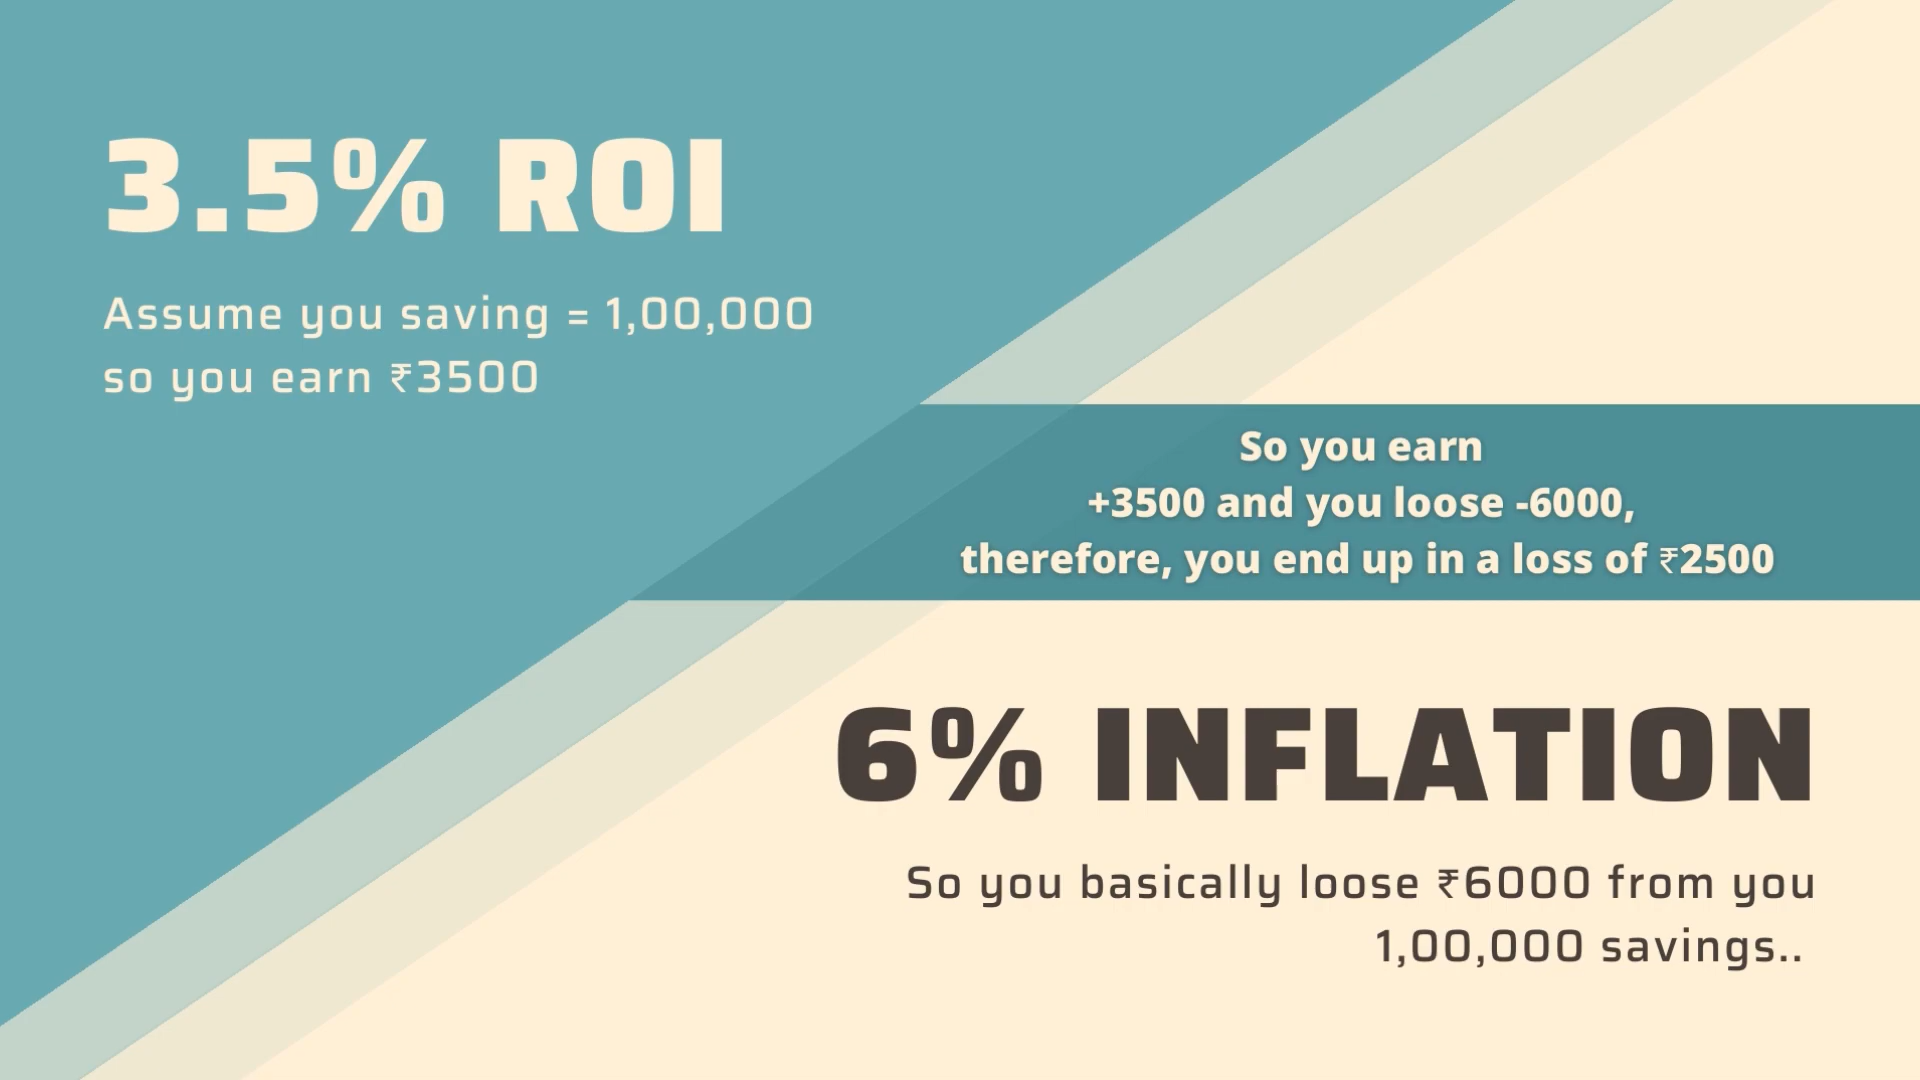 3.5% ROI
Assume you saving = 1,00,000
so you earn ₹3500
So you earn
+3500 and you loose -6000,
therefore, you end up in a loss of ₹2500
6% INFLATION
So you basically loose ₹6000 from you
1,00,000 savings..